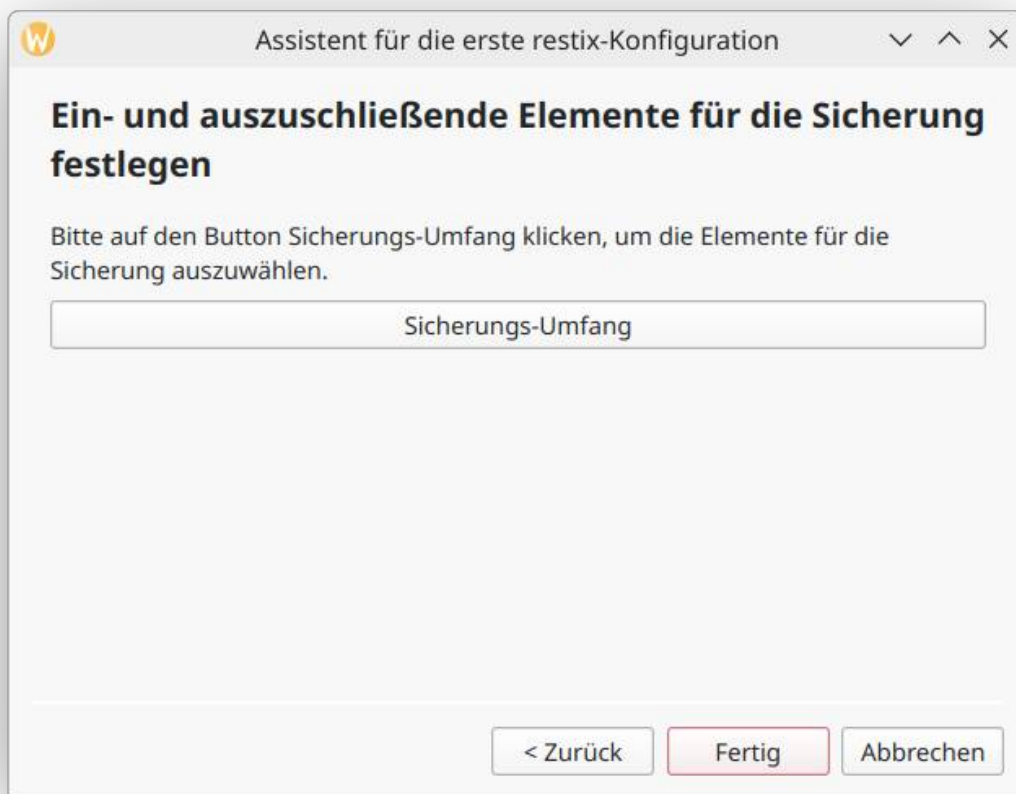 Assistent für die erste restix-Konfiguration
Ein- und auszuschließende Elemente für die Sicherung
festlegen
Bitte auf den Button Sicherungs-Umfang klicken, um die Elemente für die
Sicherung auszuwählen.
Sicherungs-Umfang
< Zurück
Fertig
Abbrechen